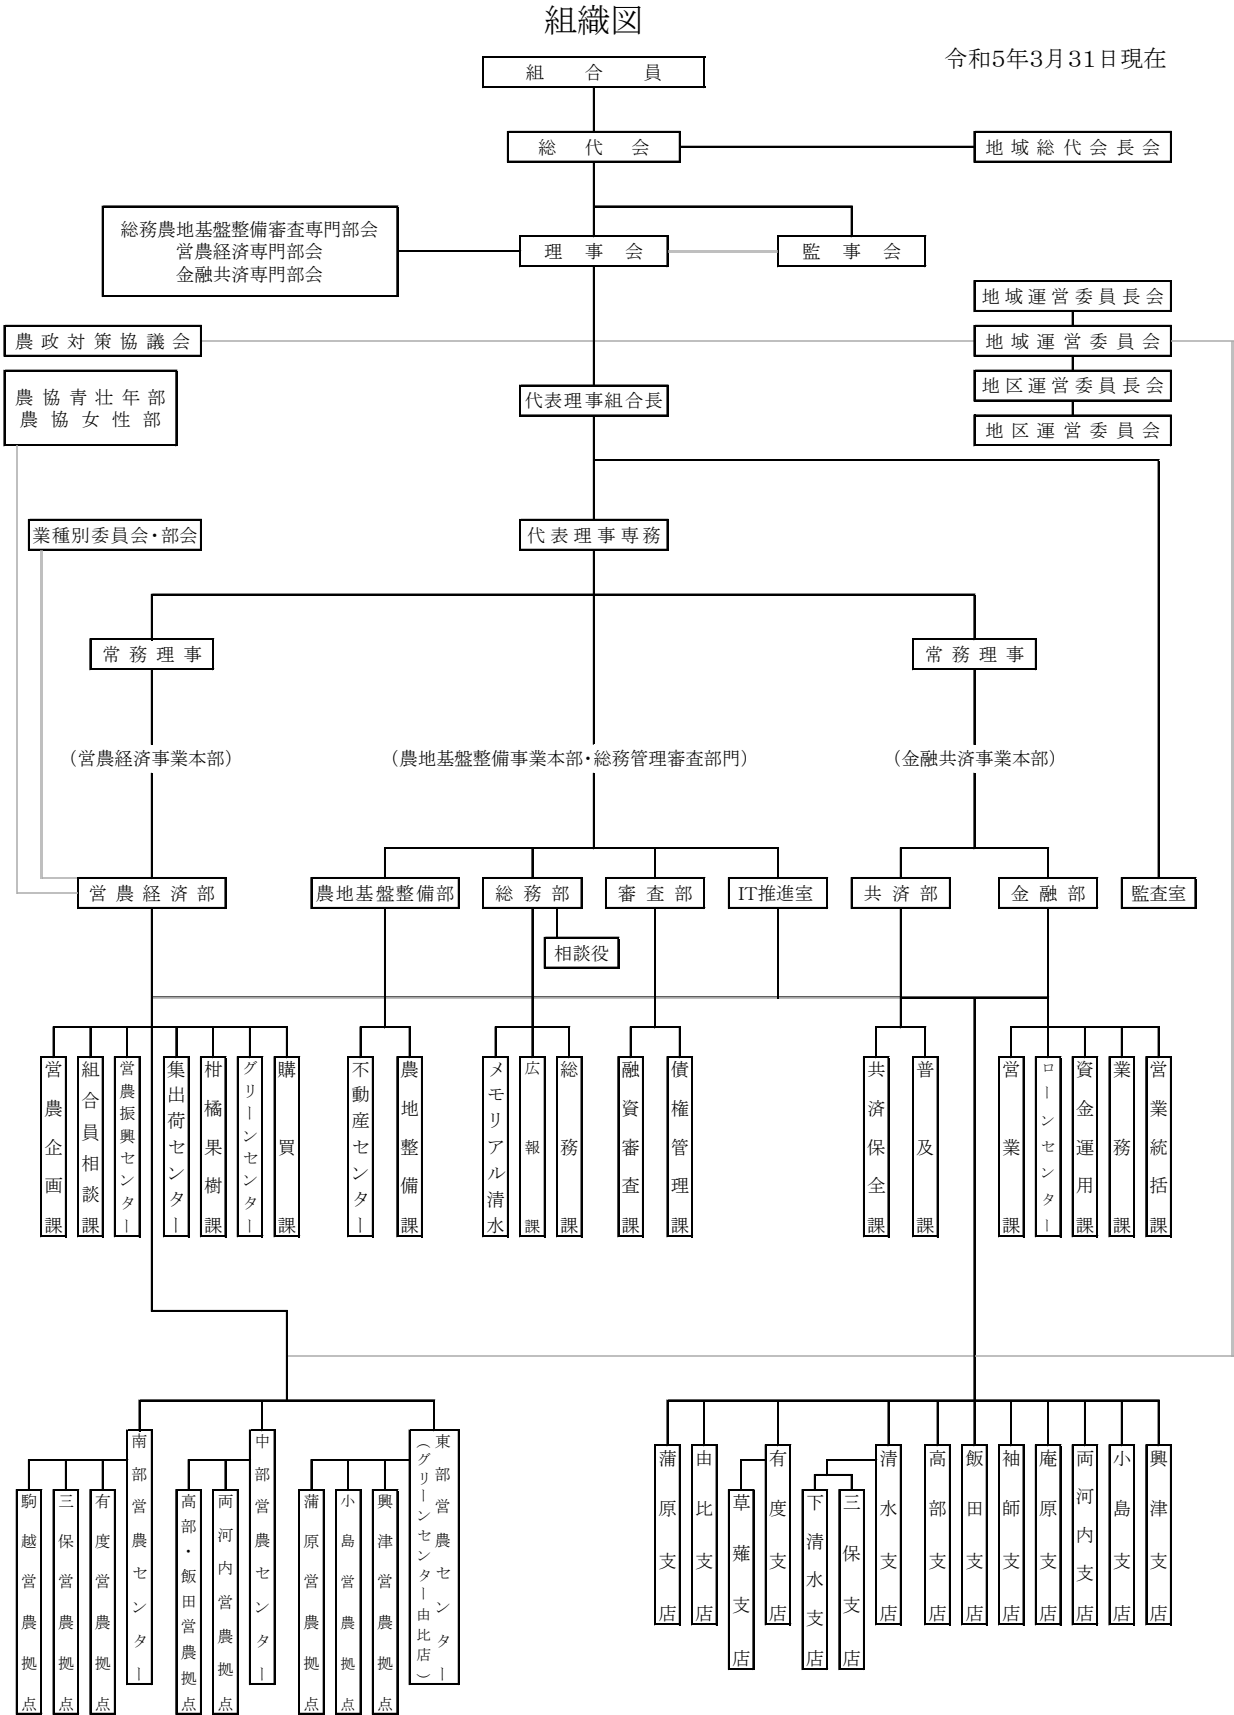 組織図
令和5年3月31日現在
組合員
総代会
地域総代会長会
総務農地基盤整備審査専門部会
営農経済専門部会
金融共済専門部会
理事会
監事会
地域運営委員長会
農政対策協議会
地域運営委員会
農協青壮年部
農協女性部
代表理事組合長
地区運営委員長会
地区運営委員会
業種別委員会・部会
代表理事専務
常務理事
常務理事
（営農経済事業本部）
（農地基盤整備事業本部・総務管理審査部門）
（金融共済事業本部）
営農経済部
農地基盤整備部
総務部
審査部
IT推進室
共済部
金融部
監査室
相談役
営農企画課
組合員相談課
営農振興センター
集出荷センター
柑橘果樹課
グリーンセンター
購買課
不動産センター
農地整備課
メモリアル清水
広報課
総務課
融資審査課
債権管理課
共済保全課
普及課
営業課
ローンセンター
資金運用課
業務課
営業統括課
南部営農センター
中部営農センター
東部営農センター
（グリーンセンター由比店）
駒越営農拠点
三保営農拠点
有度営農拠点
高部・飯田営農拠点
両河内営農拠点
蒲原営農拠点
小島営農拠点
興津営農拠点
蒲原支店
由比支店
草薙支店
有度支店
下清水支店
三保支店
清水支店
高部支店
飯田支店
袖師支店
庵原支店
両河内支店
小島支店
興津支店